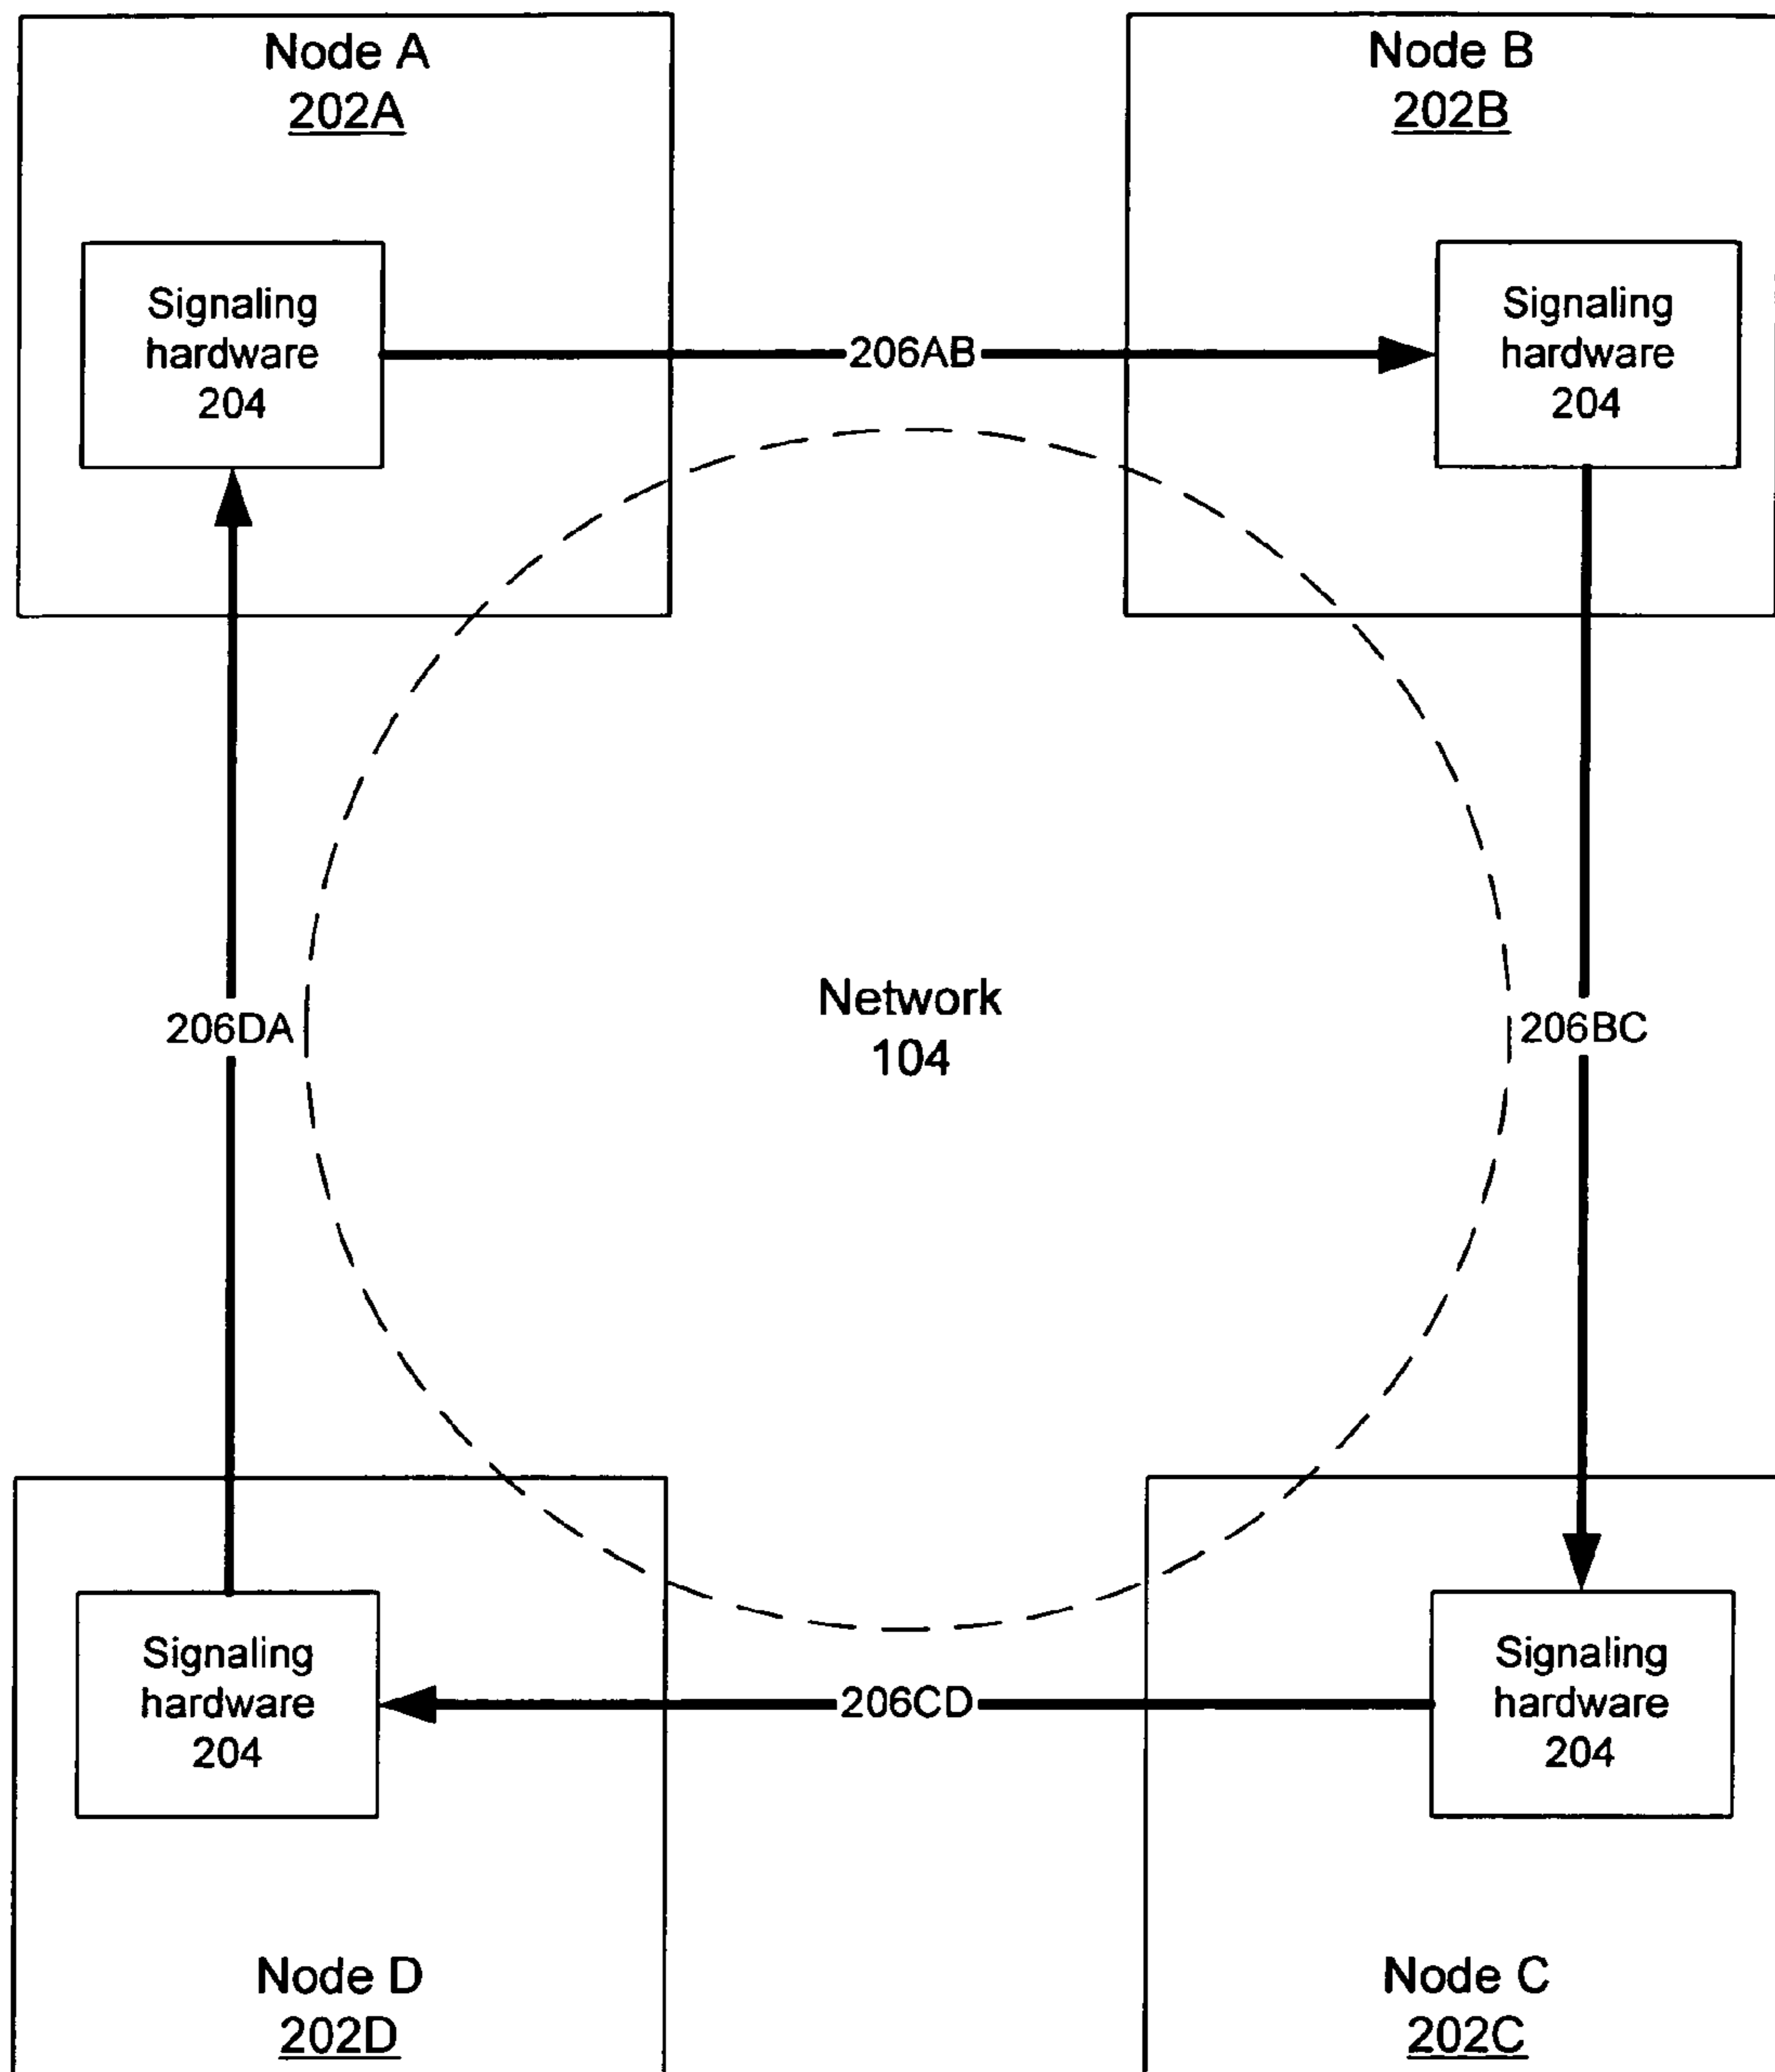 Node A
202A
Node B
202B
Signaling
hardware
204
206AB
Signaling
hardware
204
206DA
Network
104
206BC
Signaling
hardware
204
206CD
Signaling
hardware
204
Node D
202D
Node C
202C